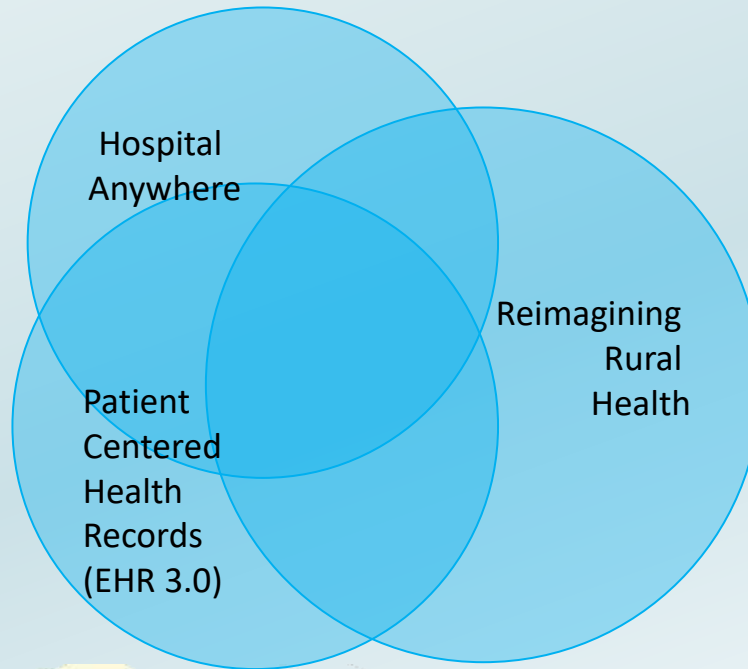 Hospital
Anywhere
Reimagining
Rural
Health
Patient
Centered
Health
Records
(EHR 3.0)